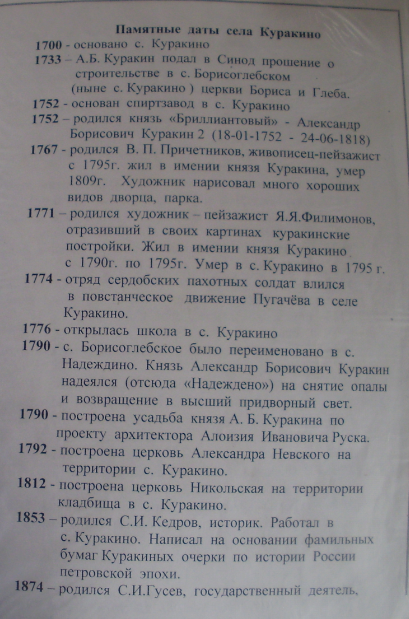 Памятные даты села Куракино
1700 - основано с. Куракино
1733 – А.Б. Куракин подал в Синод прошение о
строительстве в с. Борисоглебском
(ныне с. Куракино ) церкви Бориса и Глеба.
1752 - основан спиртзавод в с. Куракино
1752 – родился князь «Бриллиантовый» - Александр
Борисович Куракин 2 (18-01-1752 - 24-06-1818)
1767 - родился В. П. Причетников, живописец-пейзажист
с 1795г. жил в имении князя Куракина, умер
1809г. Художник нарисовал много хороших
видов дворца, парка.
1771 – родился художник – пейзажист Я.Я.Филимонов,
отразивший в своих картинах куракинские
постройки. Жил в имении князя Куракино
с 1790г. по 1795г. Умер в с. Куракино в 1795 г.
1774 - отряд сердобских пахотных солдат влился
в повстанческое движение Пугачёва в селе
Куракино.
1776 - открылась школа в с. Куракино
1790 - с. Борисоглебское было переименовано в с.
Надеждино. Князь Александр Борисович Куракин
надеялся (отсюда «Надеждено») на снятие опалы
и возвращение в высший придворный свет.
1790 - построена усадьба князя А. Б. Куракина по
проекту архитектора Алоизия Ивановича Руска.
1792 - построена церковь Александра Невского на
территории с. Куракино.
1812 - построена церковь Никольская на территории
кладбища в с. Куракино.
1853 – родился С.И. Кедров, историк. Работал в
с. Куракино. Написал на основании фамильных
бумаг Куракиных очерки по истории России
петровской эпохи.
1874 – родился С.И.Гусев, государственный деятель,